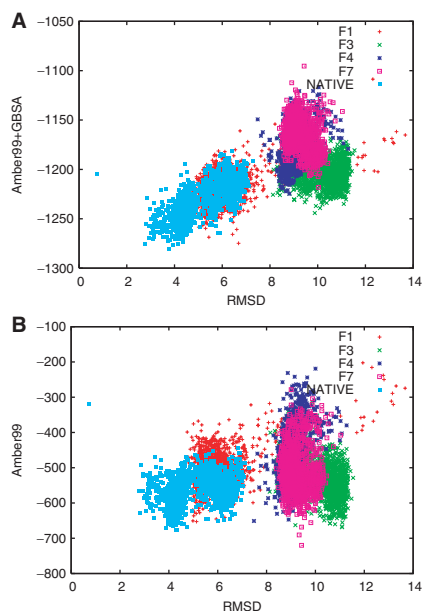 A
−1050
−1100
−1150
−1200
−1250
−1300
Amber99+GBSA
0 2 4 6 8 10 12 14
RMSD
F1
F3
F4
F7
NATIVE
B
−100
−200
−300
−400
−500
−600
−700
−800
Amber99
0 2 4 6 8 10 12 14
RMSD
F1
F3
F4
F7
NATIVE